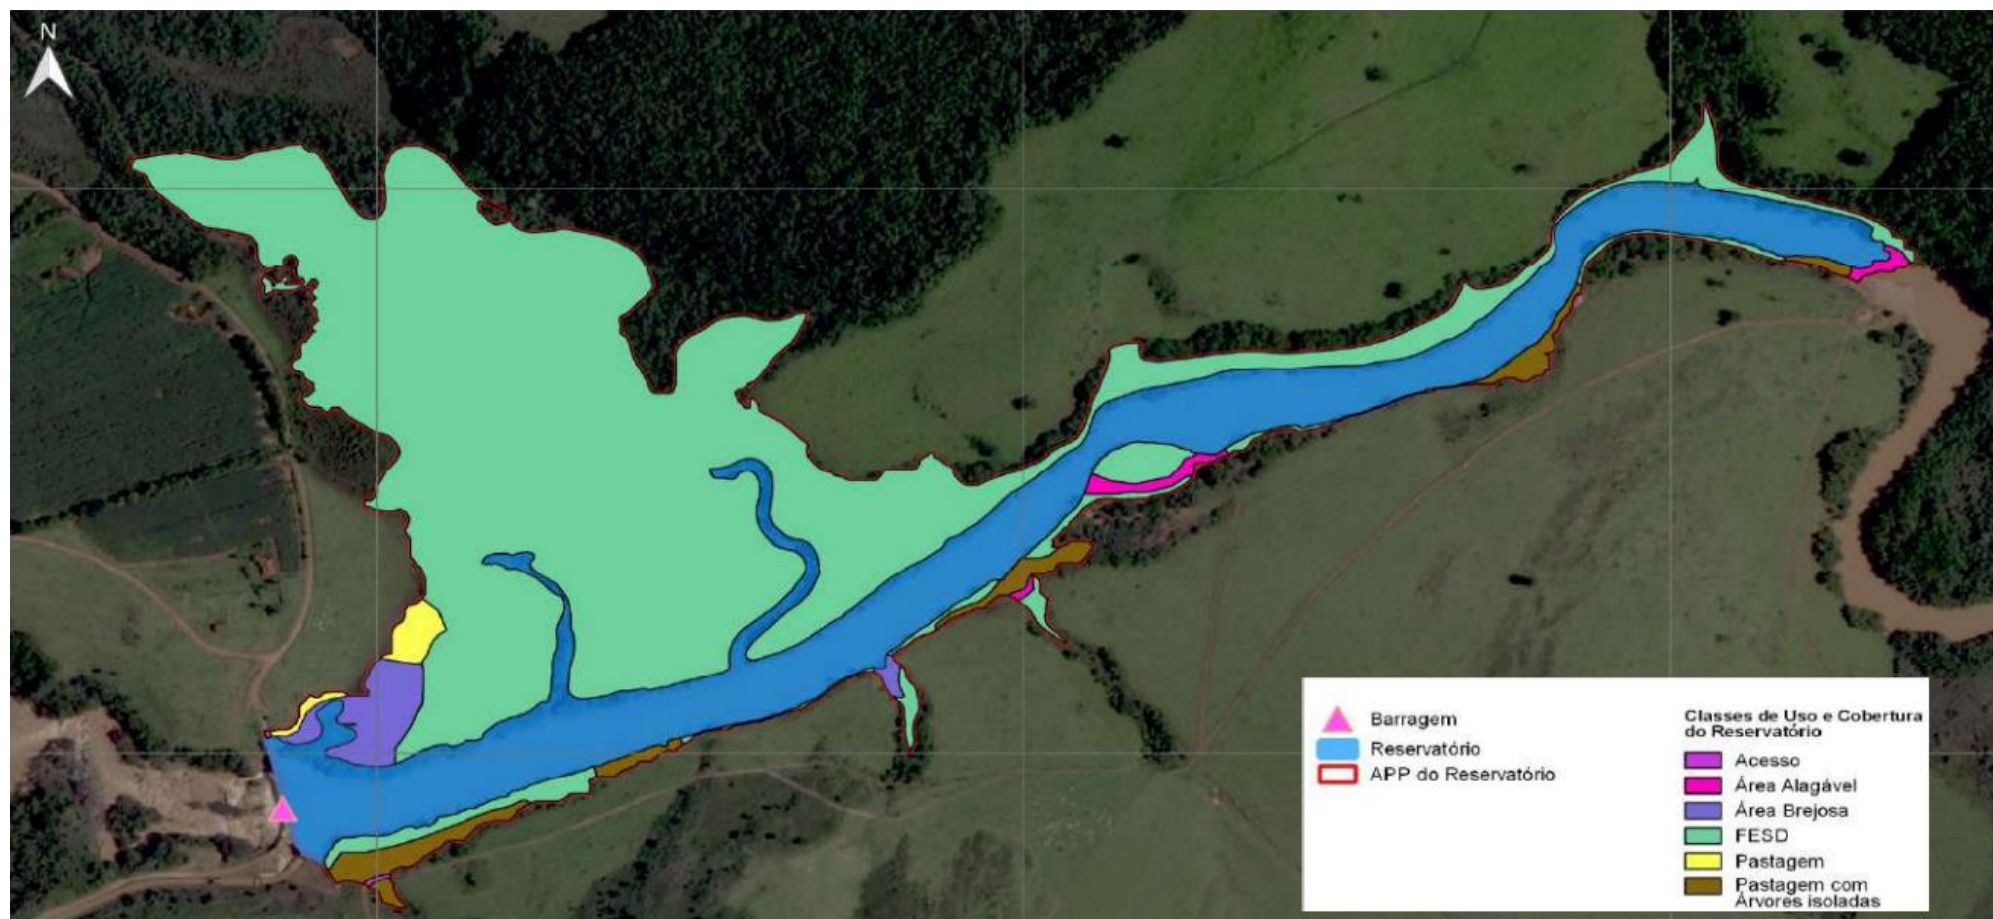 N
Barragem
Reservatório
APP do Reservatório
Classes de Uso e Cobertura
do Reservatório
Acesso
Área Alagável
Área Brejosa
FESD
Pastagem
Pastagem com
Árvores isoladas